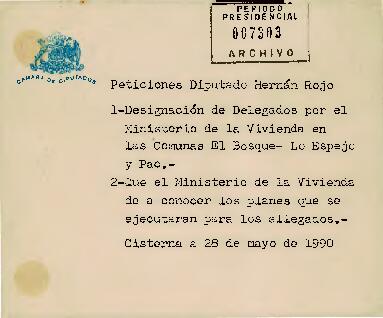 PERIODO
PRESIDENCIAL
007303
ARCHIVO
CAMARA DE DIPUTADOS
Peticiones Diputado Hernán Rojo
1-Designación de Delegados por el
Ministerio de la Vivienda en
las Comunas El Bosque- Lo Espejo
y Pac.-
2-Que el Ministerio de la Vivienda
de a conocer los planes que se
ejecutaran para los allegados.-
Cisterna a 28 de mayo de 1990